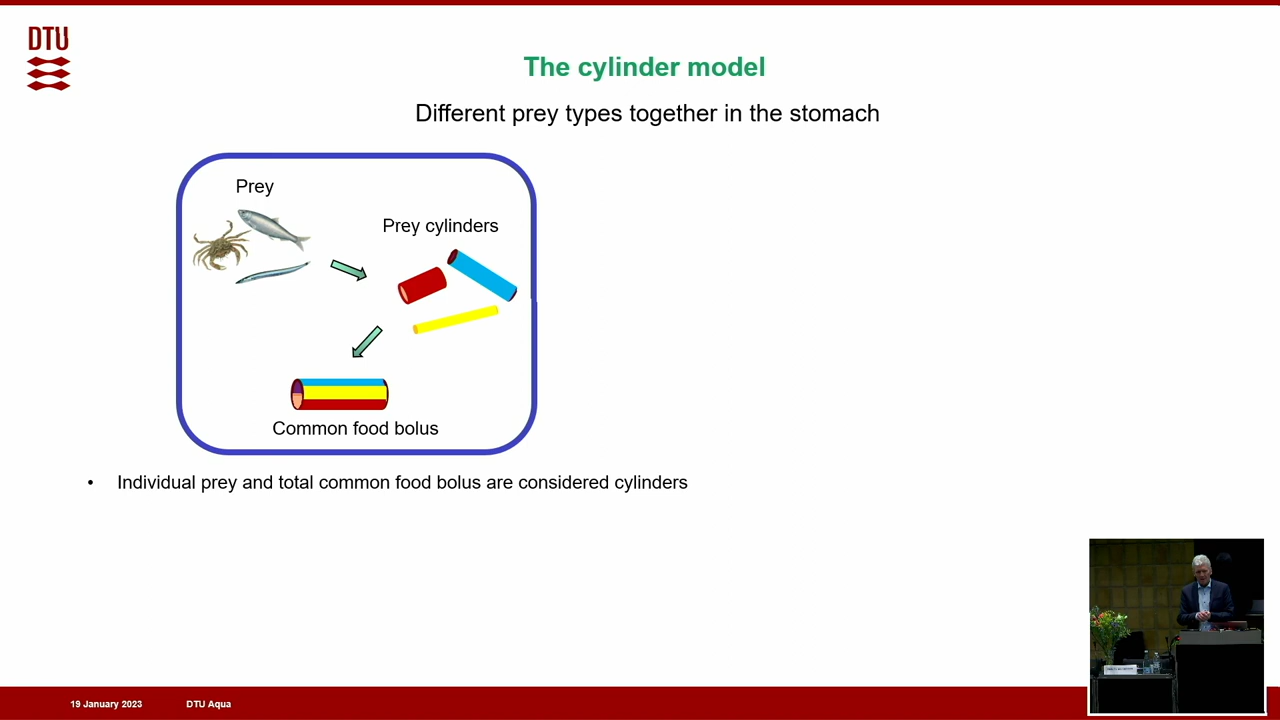 DTU
The cylinder model
Different prey types together in the stomach
Prey
Prey cylinders
Common food bolus
• Individual prey and total common food bolus are considered cylinders
19 January 2023
DTU Aqua